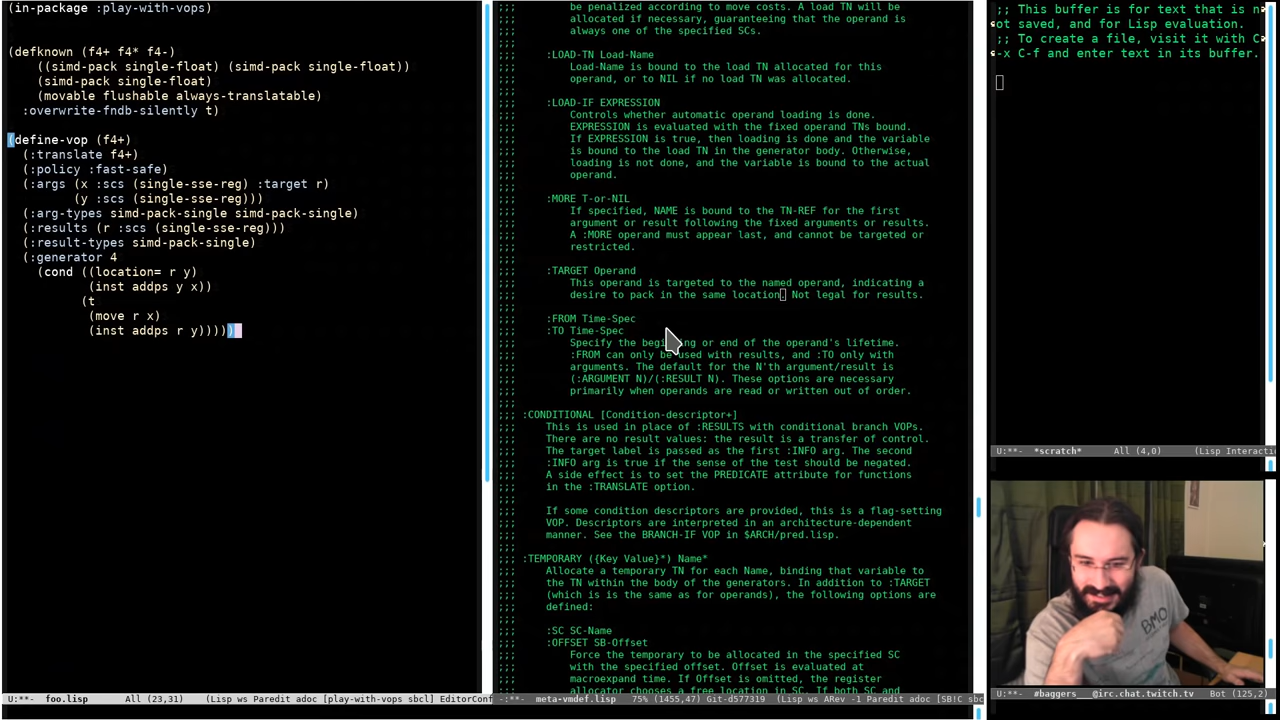 (in-package :play-with-vops)
(defknown (f4+ f4* f4-)
((simd-pack single-float) (simd-pack single-float))
(simd-pack single-float)
(movable flushable always-translatable)
:overwrite-fndb-silently t)
(define-vop (f4+)
(:translate f4+)
(:policy :fast-safe)
(:args (x :scs (single-sse-reg) :target r)
(y :scs (single-sse-reg)))
(:arg-types simd-pack-single simd-pack-single)
(:results (r :scs (single-sse-reg)))
(:result-types simd-pack-single)
(:generator 4
(cond ((location= r y)
(inst addps y x))
(t
(move r x)
(inst addps r y)))))
U:**- foo.lisp All (23,31) (Lisp ws Paredit adoc [play-with-vops sbcl] EditorConf
;;; be penalized according to move costs. A load TN will be
;;; allocated if necessary, guaranteeing that the operand is
;;; always one of the specified SCs.
;;;
;;; :LOAD-TN Load-Name
;;; Load-Name is bound to the load TN allocated for this
;;; operand, or to NIL if no load TN was allocated.
;;;
;;; :LOAD-IF EXPRESSION
;;; Controls whether automatic operand loading is done.
;;; EXPRESSION is evaluated with the fixed operand TNs bound.
;;; If EXPRESSION is true, then loading is done and the variable
;;; is bound to the load TN in the generator body. Otherwise,
;;; loading is not done, and the variable is bound to the actual
;;; operand.
;;;
;;; :MORE T-or-NIL
;;; If specified, NAME is bound to the TN-REF for the first
;;; argument or result following the fixed arguments or results.
;;; A :MORE operand must appear last, and cannot be targeted or
;;; restricted.
;;;
;;; :TARGET Operand
;;; This operand is targeted to the named operand, indicating a
;;; desire to pack in the same location. Not legal for results.
;;;
;;; :FROM Time-Spec
;;; :TO Time-Spec
;;; Specify the beginning or end of the operand's lifetime.
;;; :FROM can only be used with results, and :TO only with
;;; arguments. The default for the N'th argument/result is
;;; (:ARGUMENT N)/(:RESULT N). These options are necessary
;;; primarily when operands are read or written out of order.
;;;
;;; :CONDITIONAL [Condition-descriptor+]
;;; This is used in place of :RESULTS with conditional branch VOPs.
;;; There are no result values: the result is a transfer of control.
;;; The target label is passed as the first :INFO arg. The second
;;; :INFO arg is true if the sense of the test should be negated.
;;; A side effect is to set the PREDICATE attribute for functions
;;; in the :TRANSLATE option.
;;;
;;; If some condition descriptors are provided, this is a flag-setting
;;; VOP. Descriptors are interpreted in an architecture-dependent
;;; manner. See the BRANCH-IF VOP in $ARCH/pred.lisp.
;;;
;;; :TEMPORARY ({Key Value}*) Name*
;;; Allocate a temporary TN for each Name, binding that variable to
;;; the TN within the body of the generators. In addition to :TARGET
;;; (which is is the same as for operands), the following options are
;;; defined:
;;;
;;; :SC SC-Name
;;; :OFFSET SB-Offset
;;; Force the temporary to be allocated in the specified SC
;;; with the specified offset. Offset is evaluated at
;;; macroexpand time. If Offset is omitted, the register
;;; allocator chooses a free location in SC. If both SC and
U:**- meta-vmdef.lisp 75% (1455,47) Git-d577319 (Lisp ws ARev -1 Paredit adoc [SB!C sbc
;; This buffer is for text that is n
ot saved, and for Lisp evaluation.
;; To create a file, visit it with C
-x C-f and enter text in its buffer.
U:**- *scratch* All (4,0) (Lisp Interacti
BMO
U:**- #baggers___@irc.chat.twitch.tv Bot (125,2)